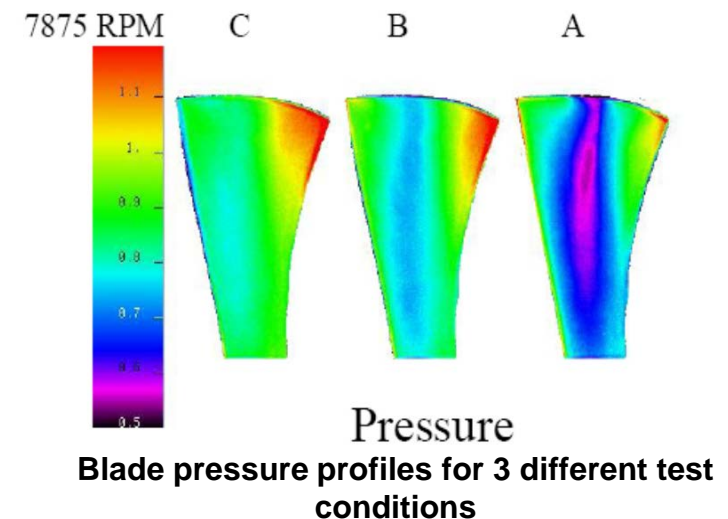 7875 RPM C B A
1.1
1.
0.9
0.8
0.7
0.6
0.5
Pressure
Blade pressure profiles for 3 different test
conditions